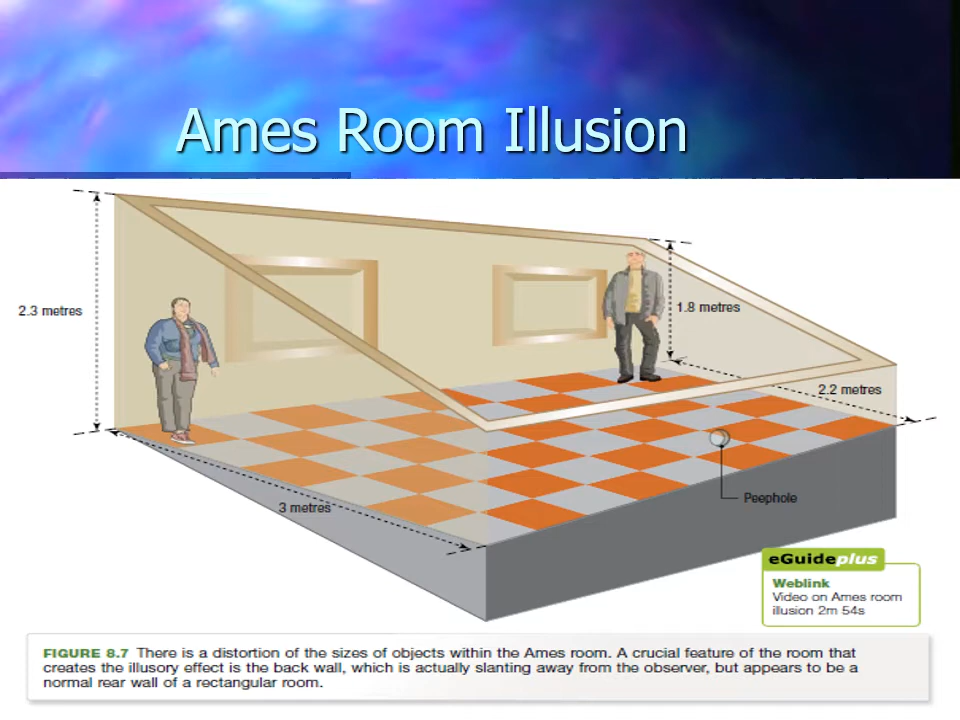 Ames Room Illusion
2.3 metres
1.8 metres
2.2 metres
3 metres
Peephole
eGuideplus
Weblink
Video on Ames room
illusion 2m 54s
FIGURE 8.7 There is a distortion of the sizes of objects within the Ames room. A crucial feature of the room that
creates the illusory effect is the back wall, which is actually slanting away from the observer, but appears to be a
normal rear wall of a rectangular room.